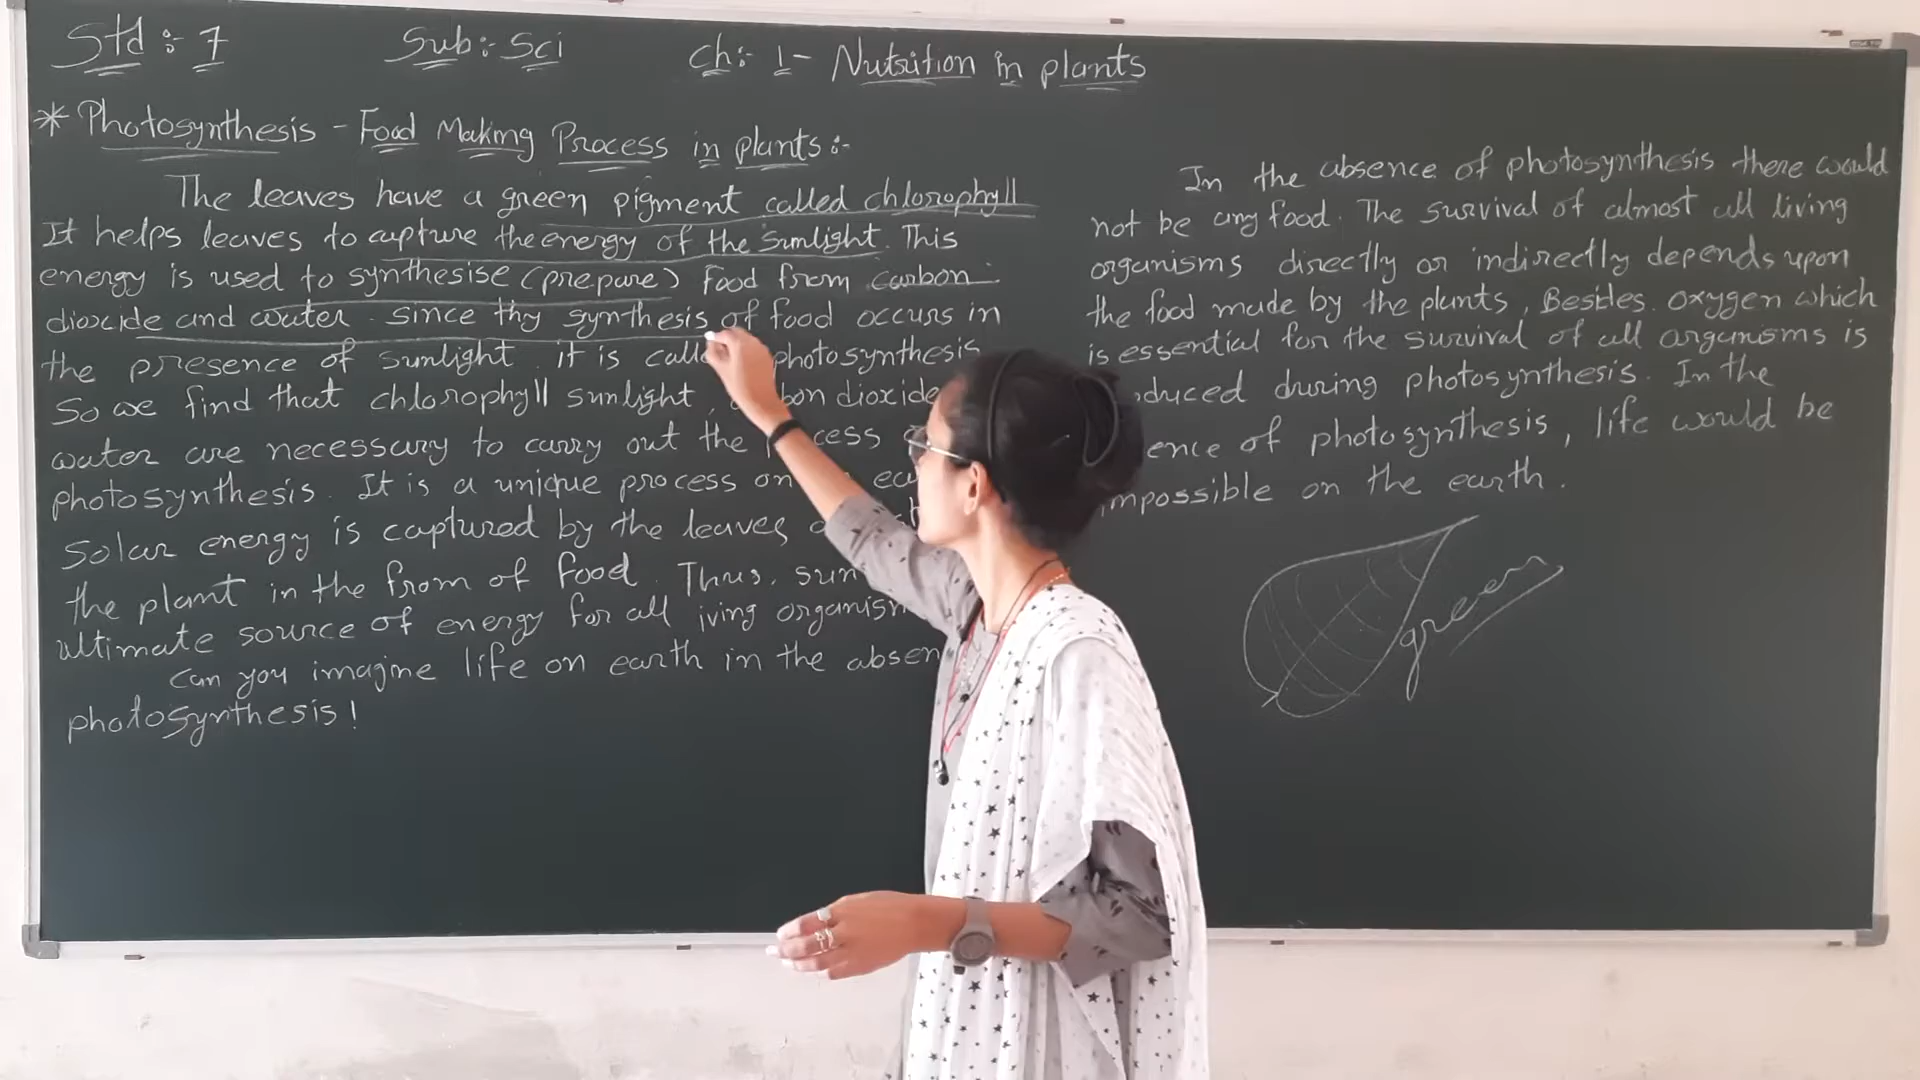 Std :- 7 Sub :- Sci Ch :- 1 - Nutrition in plants
* Photosynthesis - Food Making Process in plants :-
The leaves have a green pigment called chlorophyll
It helps leaves to capture the energy of the sunlight. This
energy is used to synthesise (prepare) food from carbon
dioxcide and water. Since thy synthesis of food occurs in
the presence of sunlight. it is photosynthesis
So we find that chlorophyll sunlight, dioxide
water are necessary to carry out the
photosynthesis. It is a unique process on
Solar energy is captured by the leaves
the plant in the from of food. Thus, sun
ultimate source of energy for all iving
can you imagine life on earth in the
photosynthesis!
In the absence of photosynthesis there would
not be any food. The survival of almost all living
organisms directly or indirectly depends upon
the food made by the plants, Besides. oxygen which
is essential for the survival of all organisms is
during photosynthesis. In the
of photosynthesis, life would be
on the earth.
green